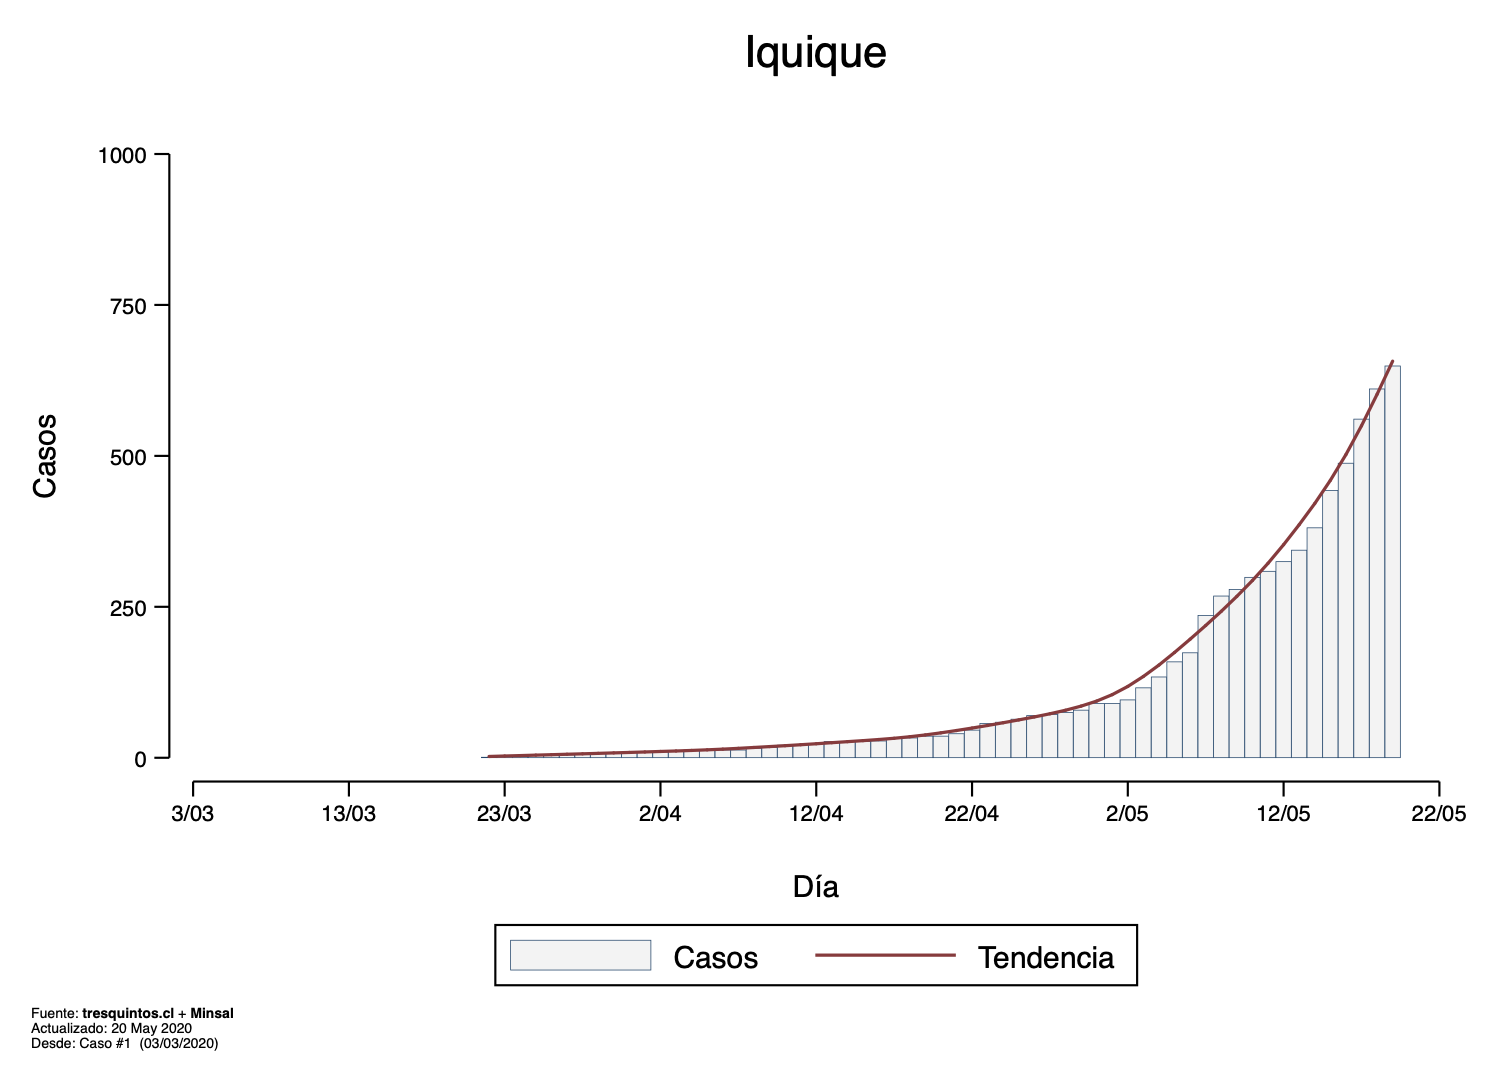 Iquique
1000
750
500
250
0
Casos
3/03 13/03 23/03 2/04 12/04 22/04 2/05 12/05 22/05
Día
Casos Tendencia
Fuente: tresquintos.cl + Minsal
Actualizado: 20 May 2020
Desde: Caso #1 (03/03/2020)